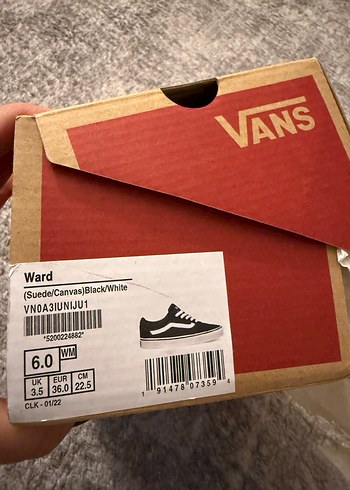 VANS
Ward
(Suede/Canvas)Black/White
VN0A3IUNIJU1
*5200224882*
6.0 WM
UK EUR CM
3.5 36.0 22.5
CLK - 01/22
1 91478 07359 4